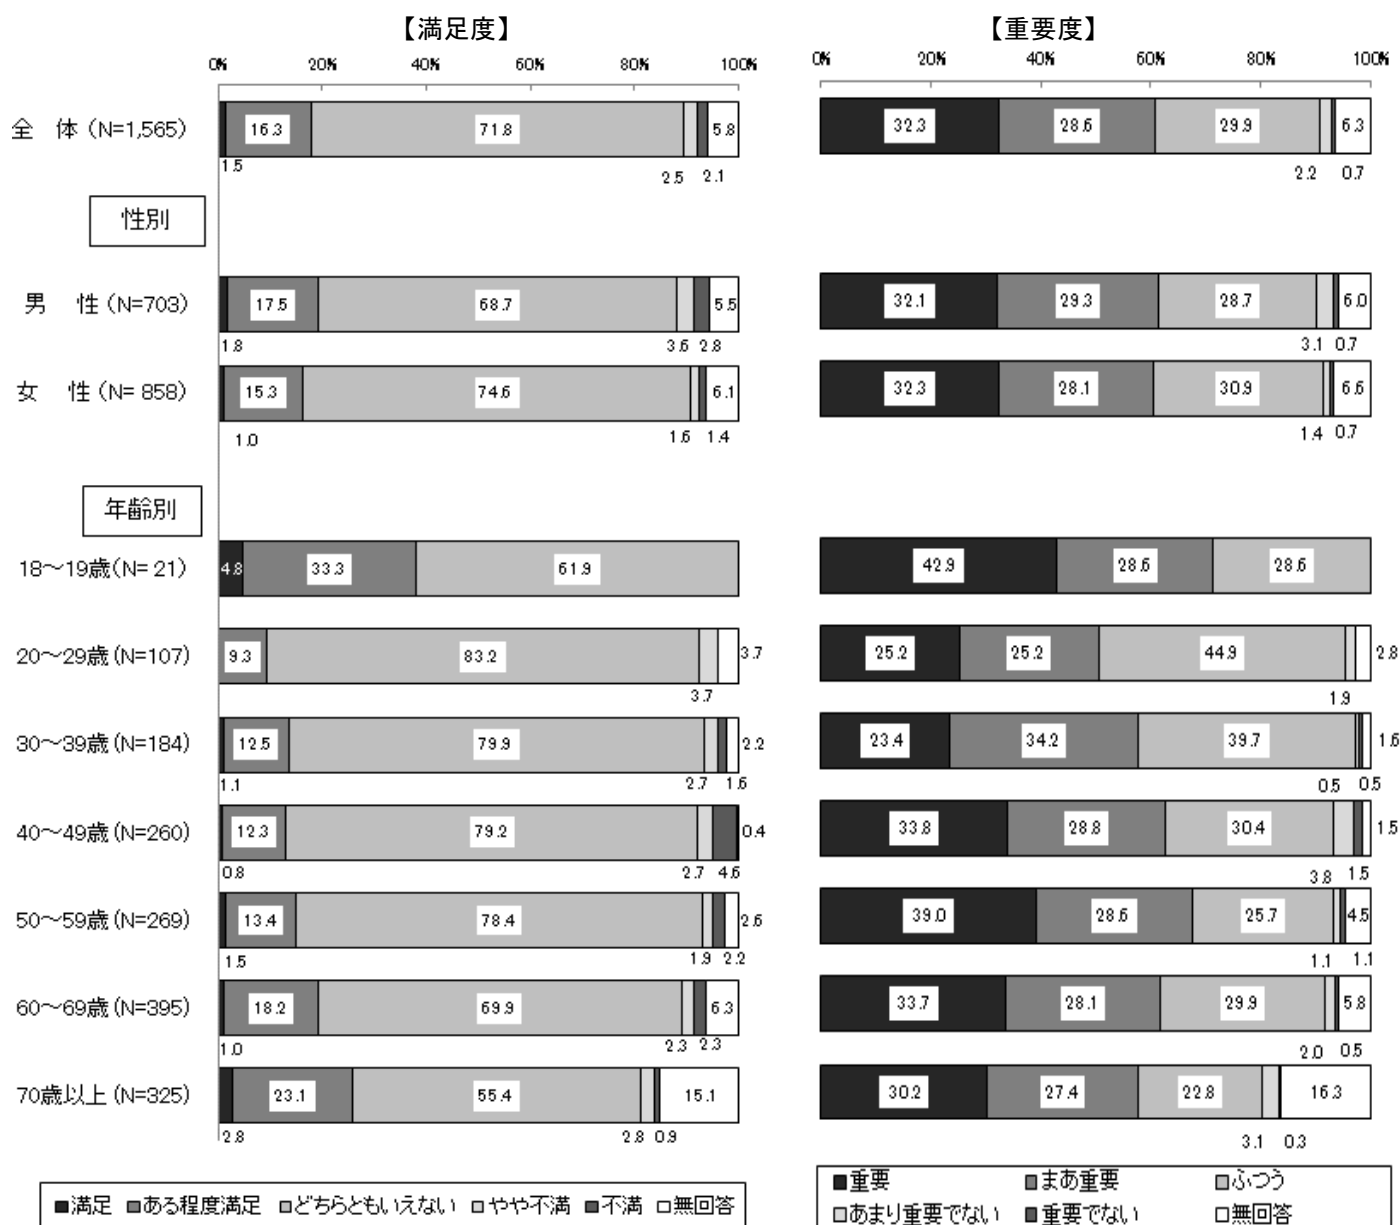 【満足度】
【重要度】
0% 20% 40% 60% 80% 100%
0% 20% 40% 60% 80% 100%
全 体 (N=1,565)
16.3 71.8 5.8
1.5 2.5 2.1
32.3 28.6 29.9 6.3
2.2 0.7
性別
男 性 (N=703)
17.5 68.7 5.5
1.8 3.6 2.8
32.1 29.3 28.7 6.0
3.1 0.7
女 性 (N= 858)
15.3 74.6 6.1
1.0 1.6 1.4
32.3 28.1 30.9 6.6
1.4 0.7
年齢別
18～19歳(N= 21)
4.8 33.3 61.9
42.9 28.6 28.6
20～29歳(N=107)
9.3 83.2 3.7
3.7
25.2 25.2 44.9 2.8
1.9
30～39歳(N=184)
12.5 79.9 2.2
1.1 2.7 1.6
23.4 34.2 39.7 1.6
0.5 0.5
40～49歳(N=260)
12.3 79.2 0.4
0.8 2.7 4.6
33.8 28.8 30.4 1.5
3.8 1.5
50～59歳(N=269)
13.4 78.4 2.6
1.5 1.9 2.2
39.0 28.6 25.7 4.5
1.1 1.1
60～69歳(N=395)
18.2 69.9 6.3
1.0 2.3 2.3
33.7 28.1 29.9 5.8
2.0 0.5
70歳以上(N=325)
23.1 55.4 15.1
2.8 2.8 0.9
30.2 27.4 22.8 16.3
3.1 0.3
満足 ある程度満足 どちらともいえない やや不満 不満 無回答
重要 まあ重要 ふつう
あまり重要でない 重要でない 無回答